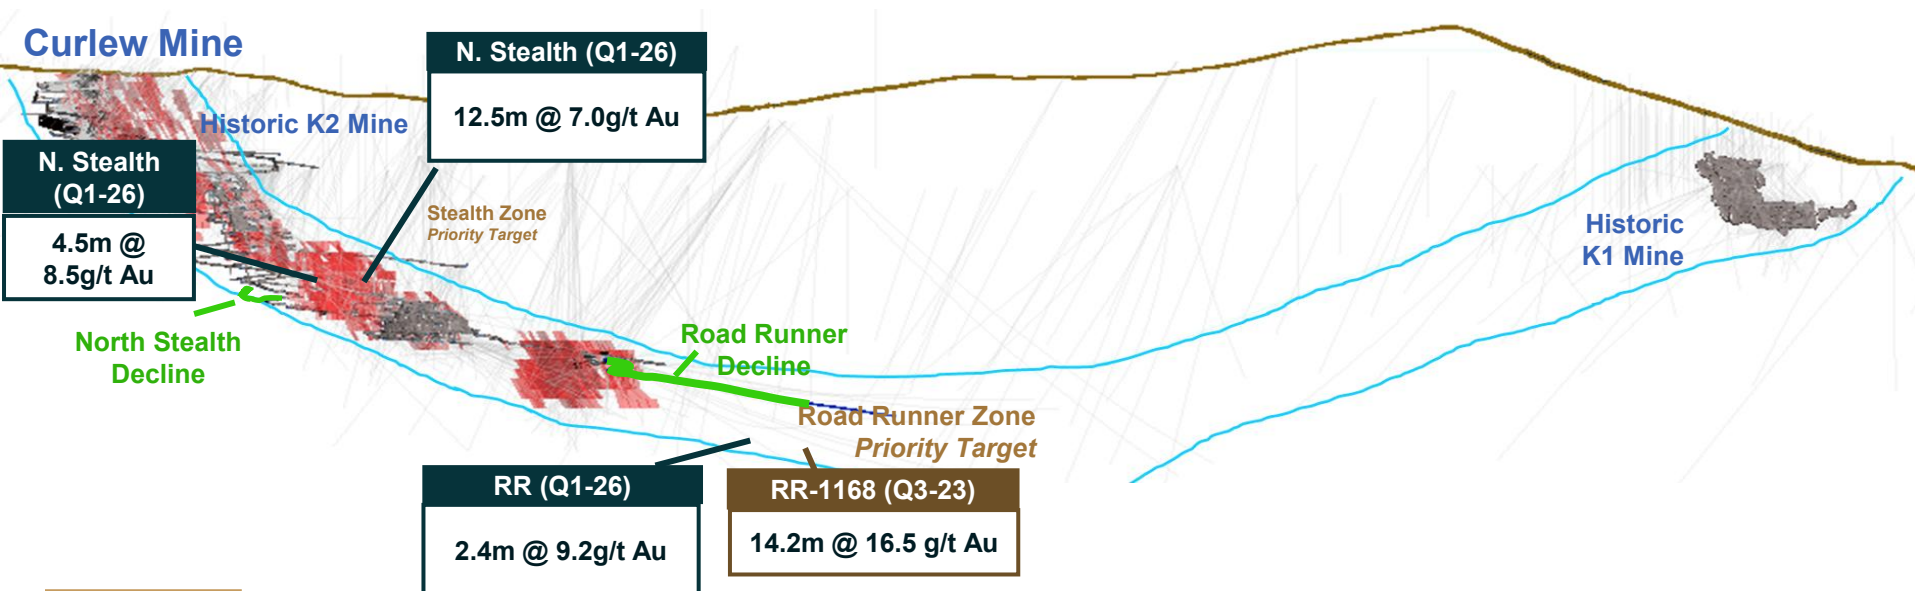 Curlew Mine
N. Stealth (Q1-26)
12.5m @ 7.0g/t Au
Historic K2 Mine
N. Stealth
(Q1-26)
4.5m @
8.5g/t Au
Stealth Zone
Priority Target
Historic
K1 Mine
North Stealth
Decline
Road Runner
Decline
Road Runner Zone
Priority Target
RR (Q1-26)
2.4m @ 9.2g/t Au
RR-1168 (Q3-23)
14.2m @ 16.5 g/t Au